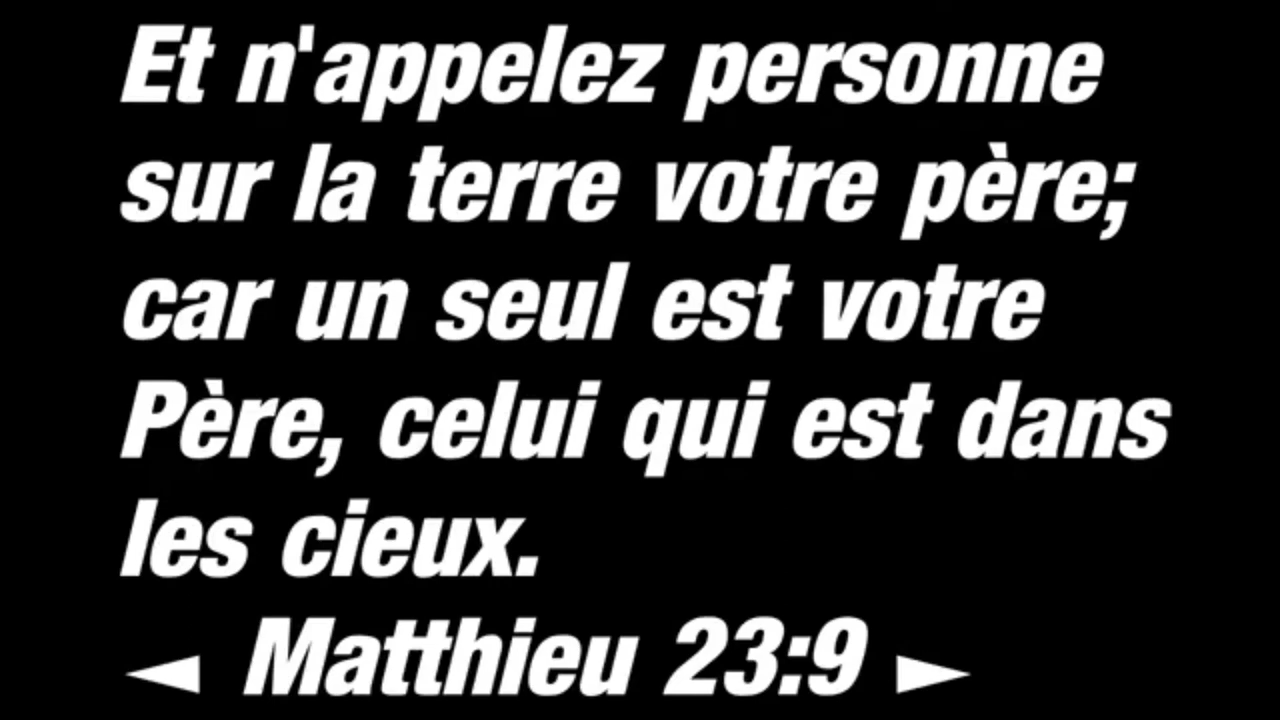 Et n'appelez personne
sur la terre votre père;
car un seul est votre
Père, celui qui est dans
les cieux.
◄ Matthieu 23:9 ►